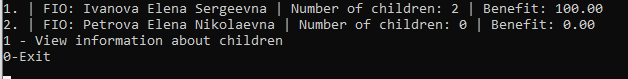 1. | FIO: Ivanova Elena Sergeevna | Number of children: 2 | Benefit: 100.00
2. | FIO: Petrova Elena Nikolaevna | Number of children: 0 | Benefit: 0.00
1 - View information about children
0-Exit